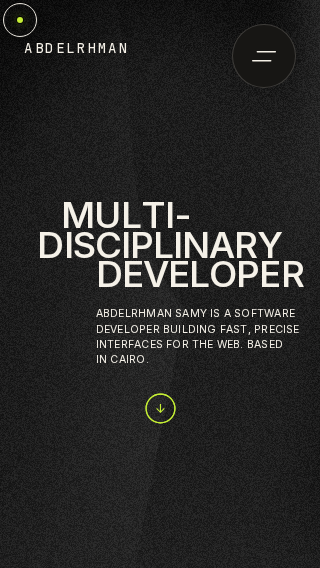 ABDELRHMAN
MULTI-
DISCIPLINARY
DEVELOPER
ABDELRHMAN SAMY IS A SOFTWARE
DEVELOPER BUILDING FAST, PRECISE
INTERFACES FOR THE WEB. BASED
IN CAIRO.